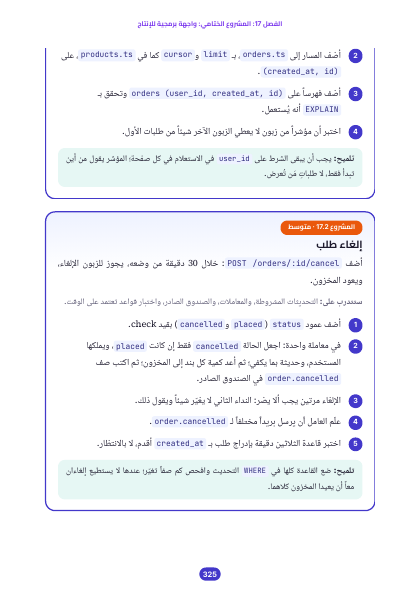 الفصل 17: المشروع الختامي: واجهة برمجية للإنتاج
2 أضف المسار إلى orders.ts، بـ limit و cursor كما في products.ts، على
(created_at, id).
3 أضف فهرساً على orders (user_id, created_at, id) وتحقق بـ
EXPLAIN أنه يُستعمل.
4 اختبر أن مؤشراً من زبون لا يعطي الزبون الآخر شيئاً من طلبات الأول.
تلميح: يجب أن يبقى الشرط على user_id في الاستعلام في كل صفحة؛ المؤشر يقول من أين
تبدأ فقط، لا طلبات مَن تُعرض.
المشروع 17.2 · متوسط
إلغاء طلب
أضف POST /orders/:id/cancel: خلال 30 دقيقة من وضعه، يجوز للزبون الإلغاء،
ويعود المخزون.
ستتدرب على: التحديثات المشروطة، والمعاملات، والصندوق الصادر، واختبار قواعد تعتمد على الوقت.
1 أضف عمود status (placed و cancelled) بقيد check.
2 في معاملة واحدة: اجعل الحالة cancelled فقط إن كانت placed، ويملكها
المستخدم، وحديثة بما يكفي؛ ثم أعد كمية كل بند إلى المخزون؛ ثم اكتب صف
order.cancelled في الصندوق الصادر.
3 الإلغاء مرتين يجب ألا يضر: النداء الثاني لا يغيّر شيئاً ويقول ذلك.
4 علّم العامل أن يرسل بريداً مختلفاً لـ order.cancelled.
5 اختبر قاعدة الثلاثين دقيقة بإدراج طلب بـ created_at أقدم، لا بالانتظار.
تلميح: ضع القاعدة كلها في WHERE التحديث وافحص كم صفاً تغيّر؛ عندها لا يستطيع إلغاءان
معاً أن يعيدا المخزون كلاهما.
325